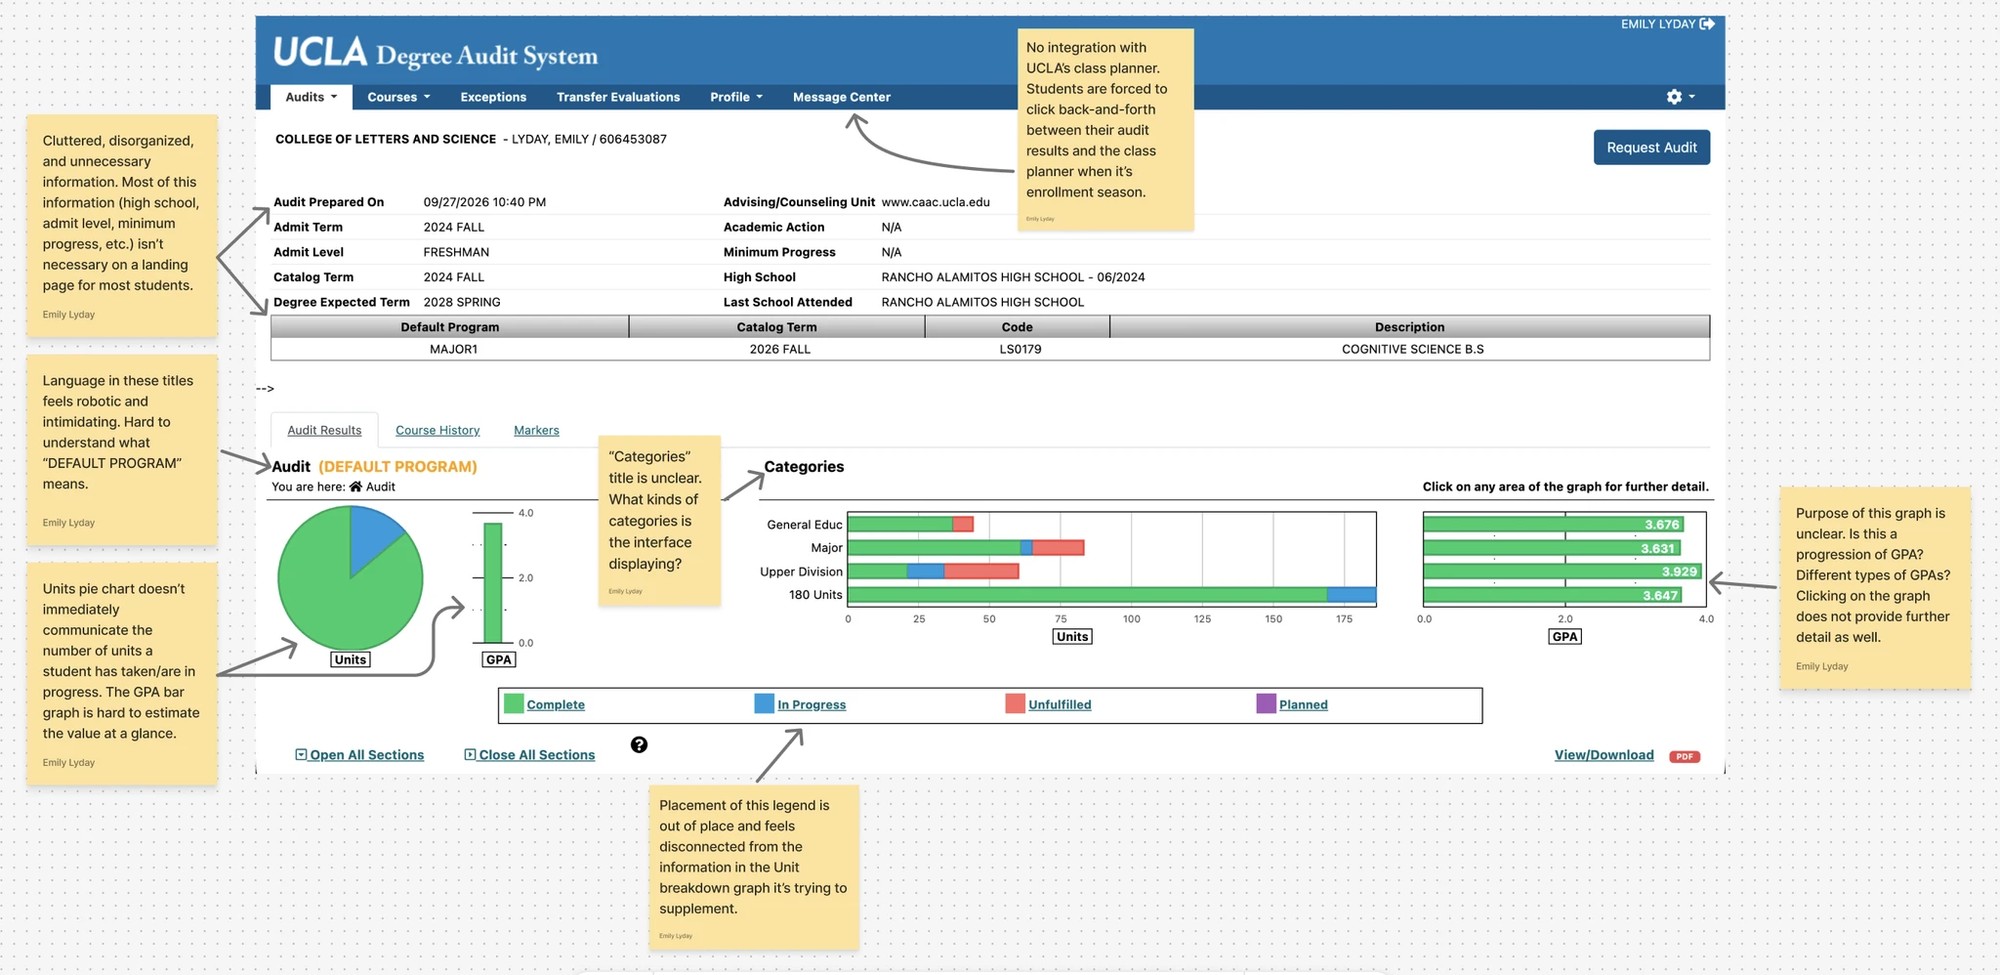 EMILY LYDAY
UCLA Degree Audit System
Audits
Courses
Exceptions
Transfer Evaluations
Profile
Message Center
No integration with
UCLA's class planner.
Students are forced to
click back-and-forth
between their audit
results and the class
planner when it's
enrollment season.
Emily Lyday
COLLEGE OF LETTERS AND SCIENCE - LYDAY, EMILY / 606453087
Request Audit
Cluttered, disorganized,
and unnecessary
information. Most of this
information (high school,
admit level, minimum
progress, etc.) isn't
necessary on a landing
page for most students.
Emily Lyday
Audit Prepared On 09/27/2026 10:40 PM
Advising/Counseling Unit www.caac.ucla.edu
Admit Term 2024 FALL
Academic Action N/A
Admit Level FRESHMAN
Minimum Progress N/A
Catalog Term 2024 FALL
High School RANCHO ALAMITOS HIGH SCHOOL - 06/2024
Degree Expected Term 2028 SPRING
Last School Attended RANCHO ALAMITOS HIGH SCHOOL
Default Program Catalog Term Code Description
MAJOR1 2026 FALL LS0179 COGNITIVE SCIENCE B.S
-->
Language in these titles
feels robotic and
intimidating. Hard to
understand what
“DEFAULT PROGRAM”
means.
Emily Lyday
Audit Results
Course History
Markers
Audit (DEFAULT PROGRAM)
You are here: Audit
“Categories”
title is unclear.
What kinds of
categories is
the interface
displaying?
Emily Lyday
Categories
Click on any area of the graph for further detail.
4.0
2.0
0.0
Units
GPA
General Educ
Major
Upper Division
180 Units
0 25 50 75 100 125 150 175
Units
3.676
3.631
3.929
3.647
0.0 2.0 4.0
GPA
Purpose of this graph is
unclear. Is this a
progression of GPA?
Different types of GPAs?
Clicking on the graph
does not provide further
detail as well.
Emily Lyday
Units pie chart doesn't
immediately
communicate the
number of units a
student has taken/are in
progress. The GPA bar
graph is hard to estimate
the value at a glance.
Emily Lyday
Complete
In Progress
Unfulfilled
Planned
Open All Sections
Close All Sections
?
View/Download
PDF
Placement of this legend is
out of place and feels
disconnected from the
information in the Unit
breakdown graph it's trying to
supplement.
Emily Lyday